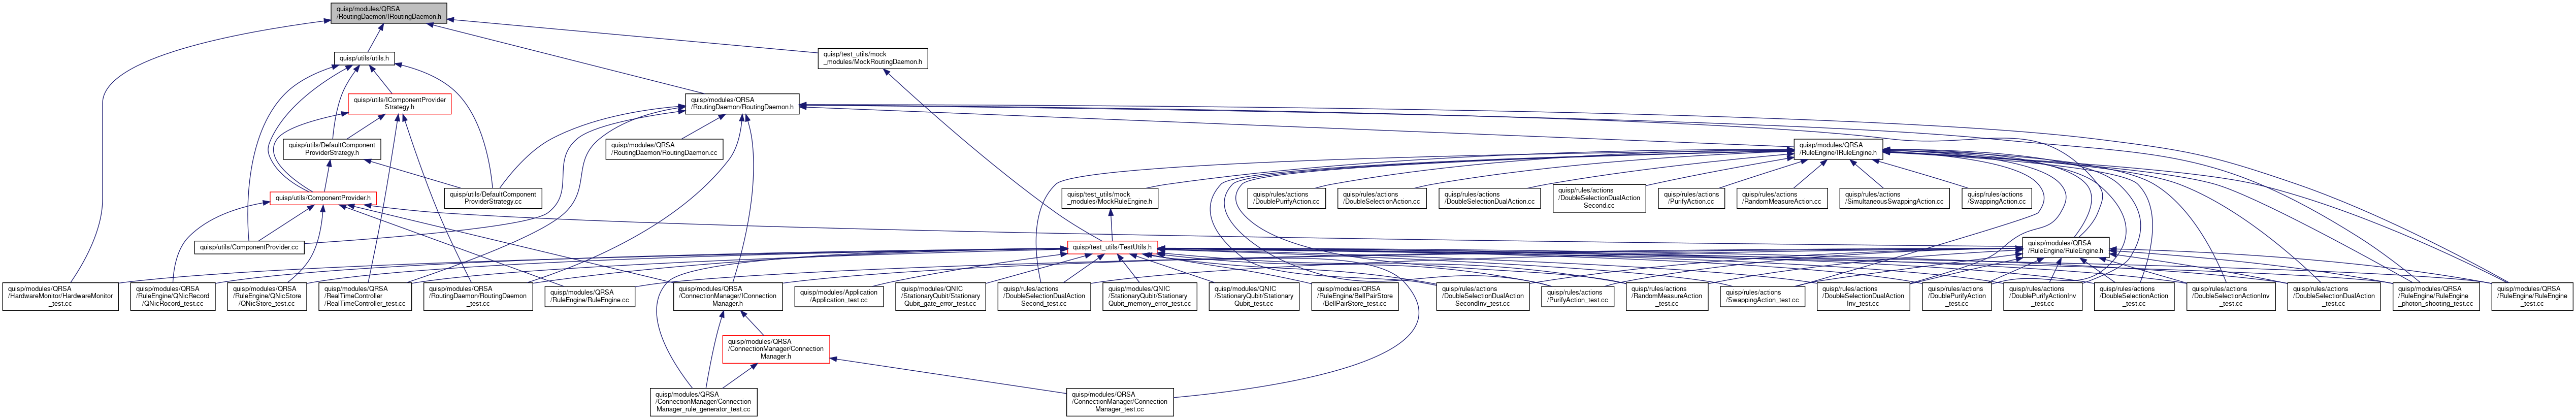 quisp/modules/QRSA
/RoutingDaemon/IRoutingDaemon.h
quisp/utils/utils.h
quisp/test_utils/mock
_modules/MockRoutingDaemon.h
quisp/utils/IComponentProvider
Strategy.h
quisp/modules/QRSA
/RoutingDaemon/RoutingDaemon.h
quisp/utils/DefaultComponent
ProviderStrategy.h
quisp/modules/QRSA
/RoutingDaemon/RoutingDaemon.cc
quisp/modules/QRSA
/RuleEngine/IRuleEngine.h
quisp/utils/ComponentProvider.h
quisp/utils/DefaultComponent
ProviderStrategy.cc
quisp/test_utils/mock
_modules/MockRuleEngine.h
quisp/rules/actions
/DoublePurifyAction.cc
quisp/rules/actions
/DoubleSelectionAction.cc
quisp/rules/actions
/DoubleSelectionDualAction.cc
quisp/rules/actions
/DoubleSelectionDualAction
Second.cc
quisp/rules/actions
/PurifyAction.cc
quisp/rules/actions
/RandomMeasureAction.cc
quisp/rules/actions
/SimultaneousSwappingAction.cc
quisp/rules/actions
/SwappingAction.cc
quisp/utils/ComponentProvider.cc
quisp/test_utils/TestUtils.h
quisp/modules/QRSA
/RuleEngine/RuleEngine.h
quisp/modules/QRSA
/HardwareMonitor/HardwareMonitor
_test.cc
quisp/modules/QRSA
/RuleEngine/QNicRecord
/QNicRocord_test.cc
quisp/modules/QRSA
/RuleEngine/QNicStore
/QNicStore_test.cc
quisp/modules/QRSA
/RealTimeController
/RealTimeController_test.cc
quisp/modules/QRSA
/RoutingDaemon/RoutingDaemon
_test.cc
quisp/modules/QRSA
/RuleEngine/RuleEngine.cc
quisp/modules/QRSA
/ConnectionManager/IConnection
Manager.h
quisp/modules/Application
/Application_test.cc
quisp/modules/QNIC
/StationaryQubit/Stationary
Qubit_gate_error_test.cc
quisp/rules/actions
/DoubleSelectionDualAction
Second_test.cc
quisp/modules/QNIC
/StationaryQubit/Stationary
Qubit_memory_error_test.cc
quisp/modules/QNIC
/StationaryQubit/Stationary
Qubit_test.cc
quisp/modules/QRSA
/RuleEngine/BellPairStore
/BellPairStore_test.cc
quisp/rules/actions
/DoubleSelectionDualAction
SecondInv_test.cc
quisp/rules/actions
/PurifyAction_test.cc
quisp/rules/actions
/RandomMeasureAction
_test.cc
quisp/rules/actions
/SwappingAction_test.cc
quisp/rules/actions
/DoubleSelectionDualAction
Inv_test.cc
quisp/rules/actions
/DoublePurifyAction
_test.cc
quisp/rules/actions
/DoublePurifyActionInv
_test.cc
quisp/rules/actions
/DoubleSelectionAction
_test.cc
quisp/rules/actions
/DoubleSelectionActionInv
_test.cc
quisp/rules/actions
/DoubleSelectionDualAction
_test.cc
quisp/modules/QRSA
/RuleEngine/RuleEngine
_photon_shooting_test.cc
quisp/modules/QRSA
/RuleEngine/RuleEngine
_test.cc
quisp/modules/QRSA
/ConnectionManager/Connection
Manager.h
quisp/modules/QRSA
/ConnectionManager/Connection
Manager_rule_generator_test.cc
quisp/modules/QRSA
/ConnectionManager/Connection
Manager_test.cc